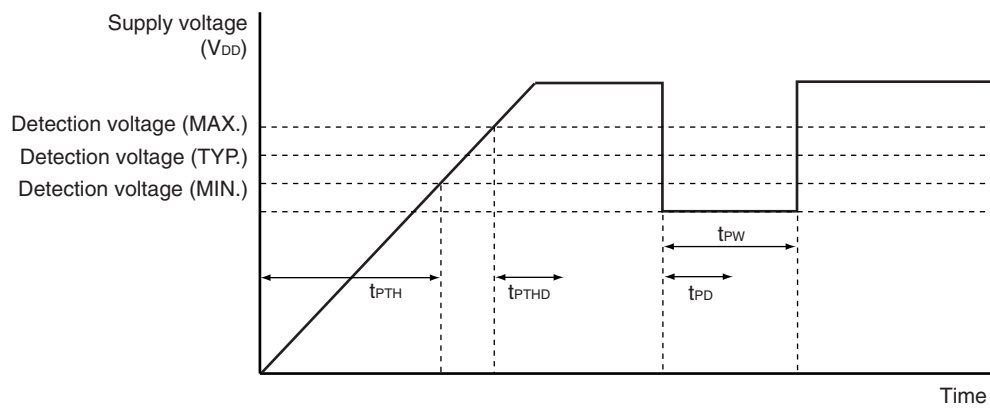 Supply voltage
(VDD)
Detection voltage (MAX.)
Detection voltage (TYP.)
Detection voltage (MIN.)
tPW
tPTH
tPTHD
tPD
Time